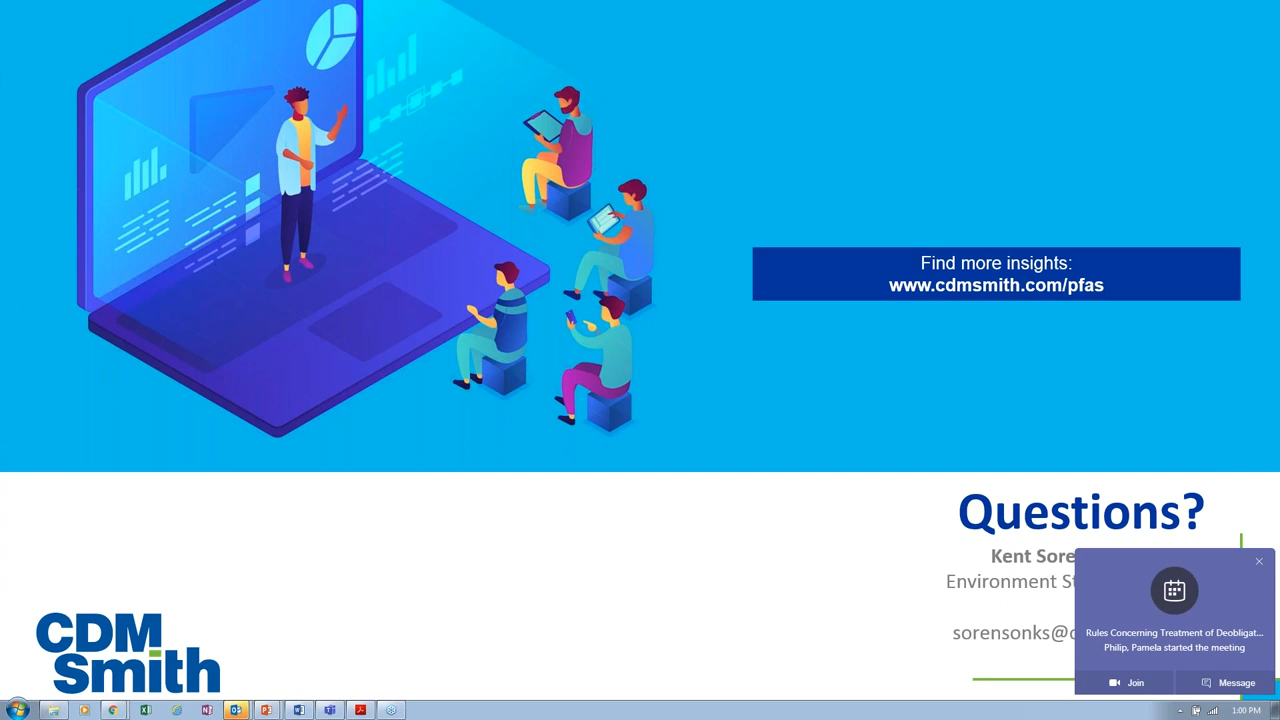 Find more insights:
www.cdmsmith.com/pfas
Questions?
Kent Sore
Environment St
sorensonks@c
CDM
Smith
Rules Concerning Treatment of Deobligat...
Philip, Pamela started the meeting
Join
Message
1:00 PM